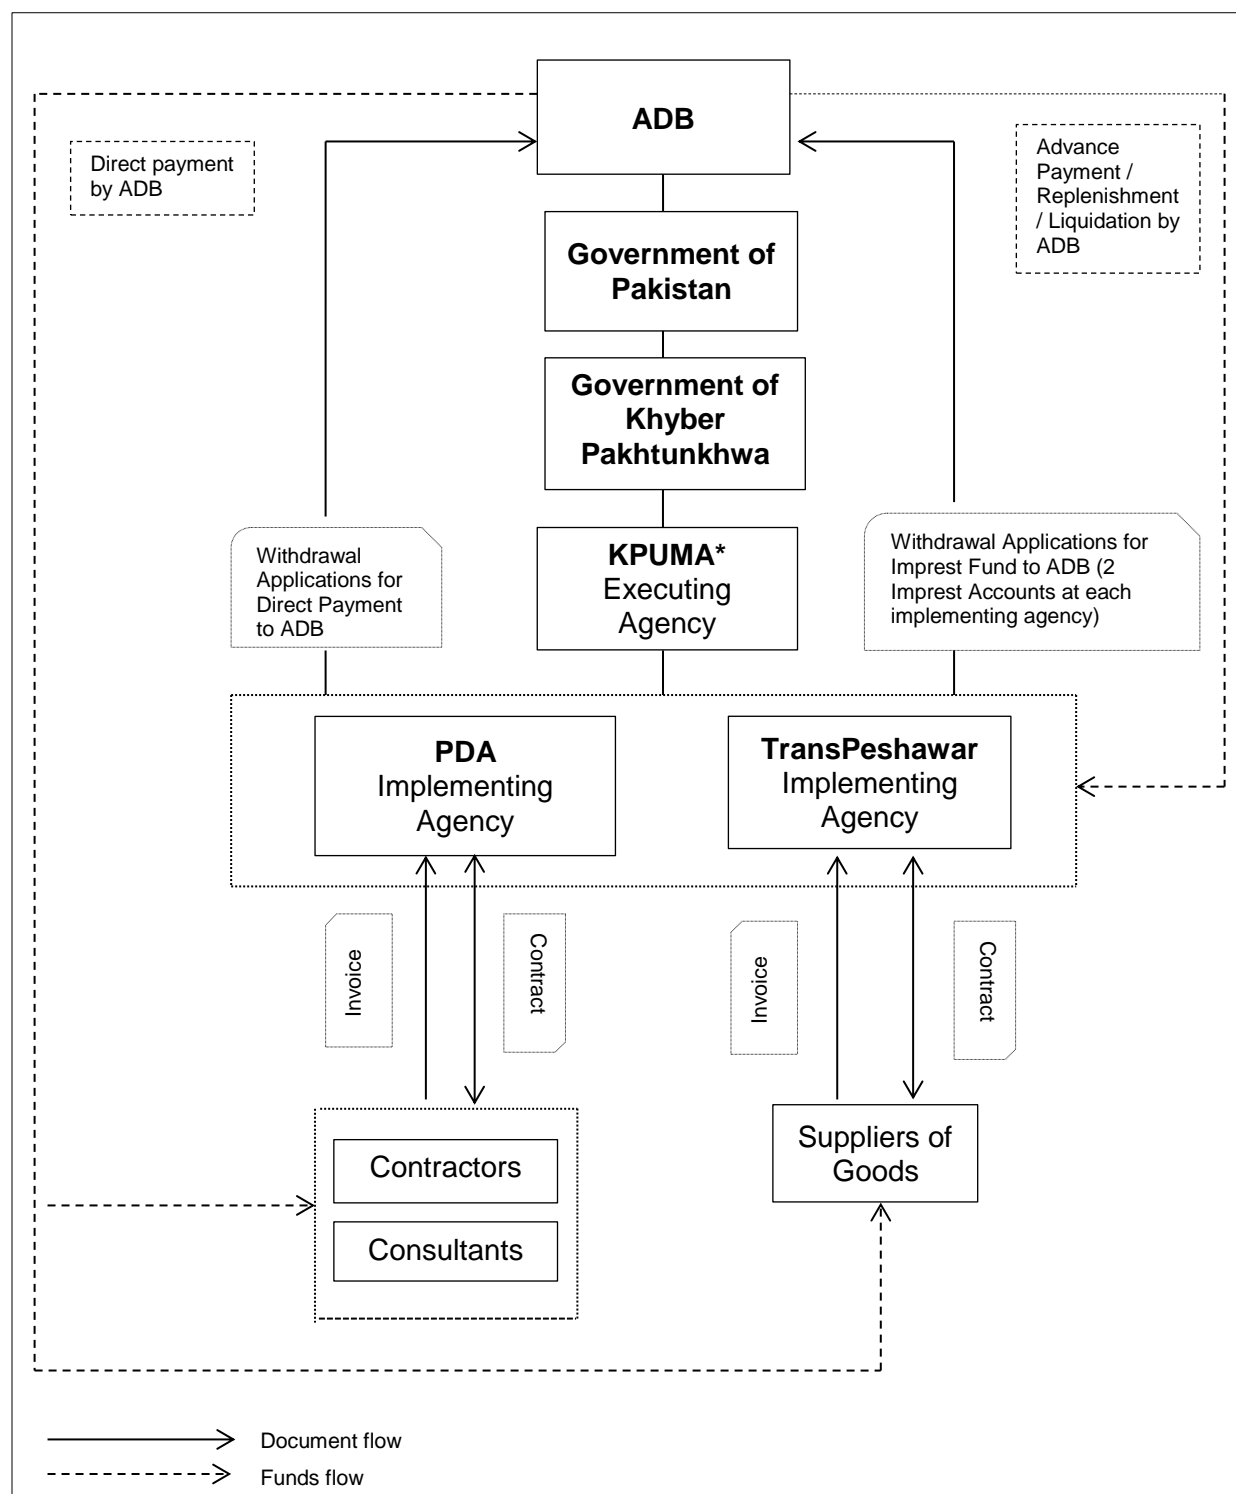 ADB
Direct payment
by ADB
Advance
Payment /
Replenishment
/ Liquidation by
ADB
Government of
Pakistan
Government of
Khyber
Pakhtunkhwa
Withdrawal
Applications for
Direct Payment
to ADB
KPUMA*
Executing
Agency
Withdrawal Applications for
Imprest Fund to ADB (2
Imprest Accounts at each
implementing agency)
PDA
Implementing
Agency
TransPeshawar
Implementing
Agency
Invoice
Contract
Invoice
Contract
Contractors
Consultants
Suppliers of
Goods
Document flow
Funds flow